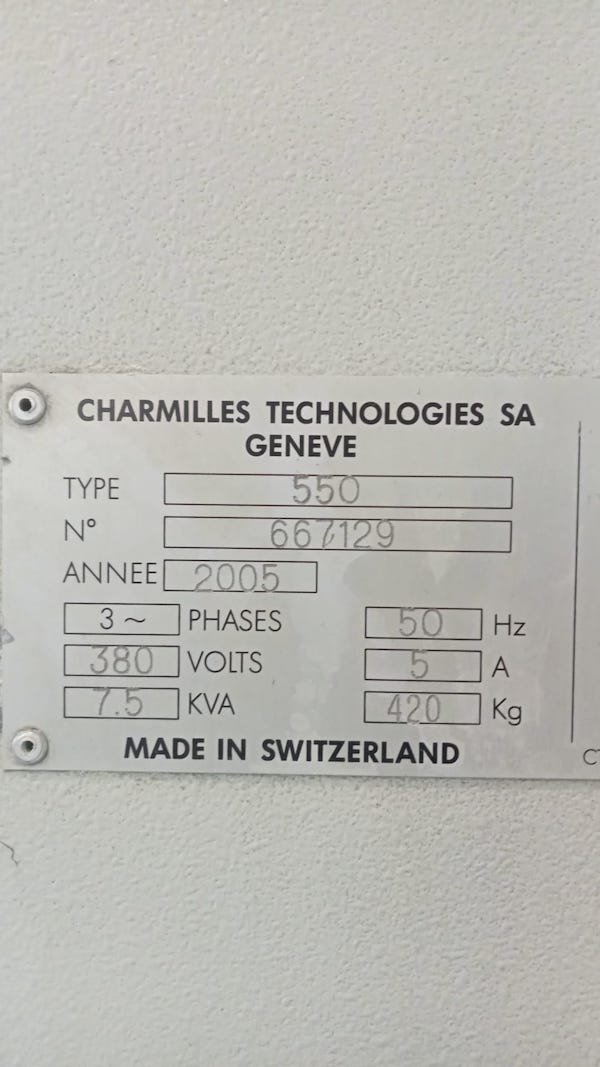 CHARMILLES TECHNOLOGIES SA
GENEVE
TYPE 550
N° 667129
ANNEE 2005
3 ~ PHASES 50 Hz
380 VOLTS 5 A
7.5 KVA 420 Kg
MADE IN SWITZERLAND